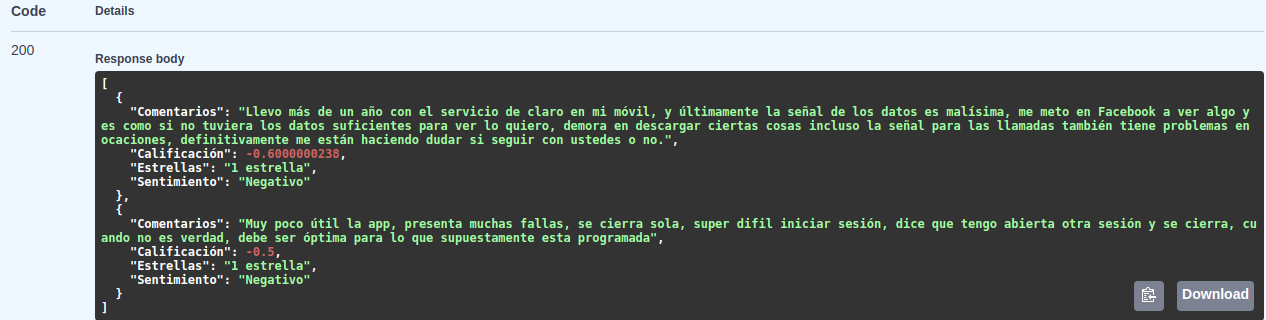 Code Details
200
Response body
[
{
"Comentarios": "Llevo más de un año con el servicio de claro en mi móvil, y últimamente la señal de los datos es malísima, me meto en Facebook a ver algo y
es como si no tuviera los datos suficientes para ver lo quiero, demora en descargar ciertas cosas incluso la señal para las llamadas también tiene problemas en
ocaciones, definitivamente me están haciendo dudar si seguir con ustedes o no.",
"Calificación": -0.6000000238,
"Estrellas": "1 estrella",
"Sentimiento": "Negativo"
},
{
"Comentarios": "Muy poco útil la app, presenta muchas fallas, se cierra sola, super difil iniciar sesión, dice que tengo abierta otra sesión y se cierra, cu
ando no es verdad, debe ser óptima para lo que supuestamente esta programada",
"Calificación": -0.5,
"Estrellas": "1 estrella",
"Sentimiento": "Negativo"
}
]
Download